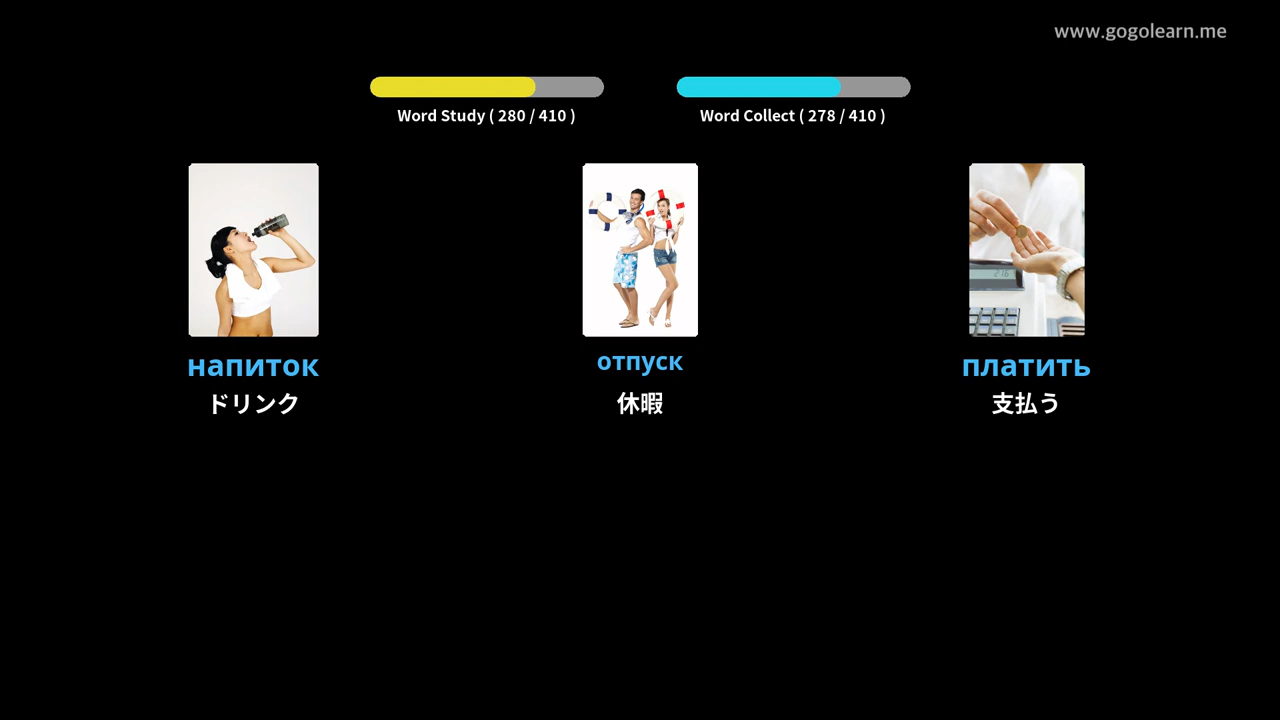 www.gogolearn.me
Word Study ( 280 / 410 )
Word Collect ( 278 / 410 )
напиток
отпуск
платить
ドリンク
休暇
支払う